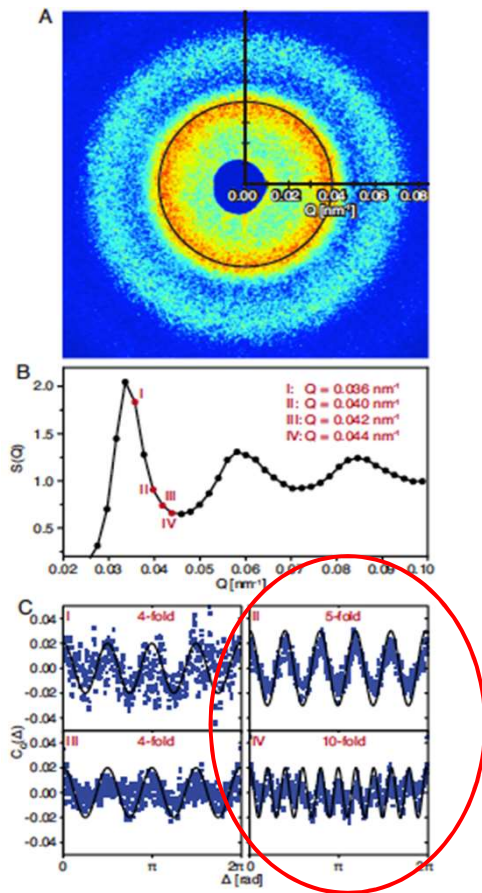 A
0.00 0.02 0.04 0.06 0.08
Q [nm⁻¹]
B
2.0
1.5
1.0
0.5
S(Q)
I
II
III
IV
I: Q = 0.036 nm⁻¹
II: Q = 0.040 nm⁻¹
III: Q = 0.042 nm⁻¹
IV: Q = 0.044 nm⁻¹
0.02 0.03 0.04 0.05 0.06 0.07 0.08 0.09 0.10
Q [nm⁻¹]
C
I 4-fold
II 5-fold
III 4-fold
IV 10-fold
0.04
0.02
0.00
-0.02
-0.04
0.04
0.02
0.00
-0.02
-0.04
C_Q(Δ)
0 π 2π π 2π
Δ [rad]